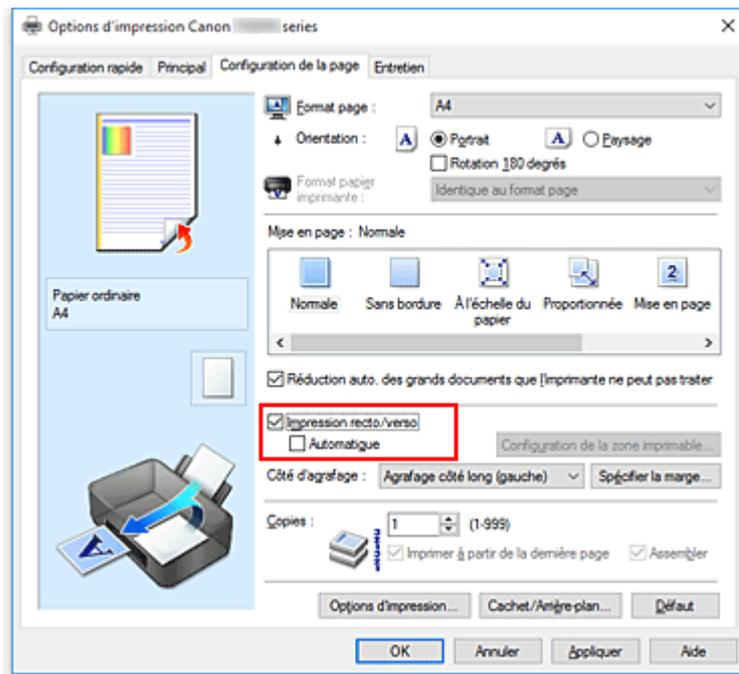 Options d'impression Canon series
Configuration rapide Principal Configuration de la page Entretien
Format page : A4
Orientation : A Portrait A Paysage
Rotation 180 degrés
Format papier imprimante : Identique au format page
Mise en page : Normale
Normale Sans bordure À l'échelle du papier Proportionnée Mise en page
Papier ordinaire
A4
Réduction auto. des grands documents que l'imprimante ne peut pas traiter
Impression recto/verso
Automatique
Configuration de la zone imprimable...
Côté d'agrafage : Agrafage côté long (gauche) Spécifier la marge...
Copies : 1 (1-999)
Imprimer à partir de la dernière page Assembler
Options d'impression... Cachet/Arrière-plan... Défaut
OK Annuler Appliquer Aide